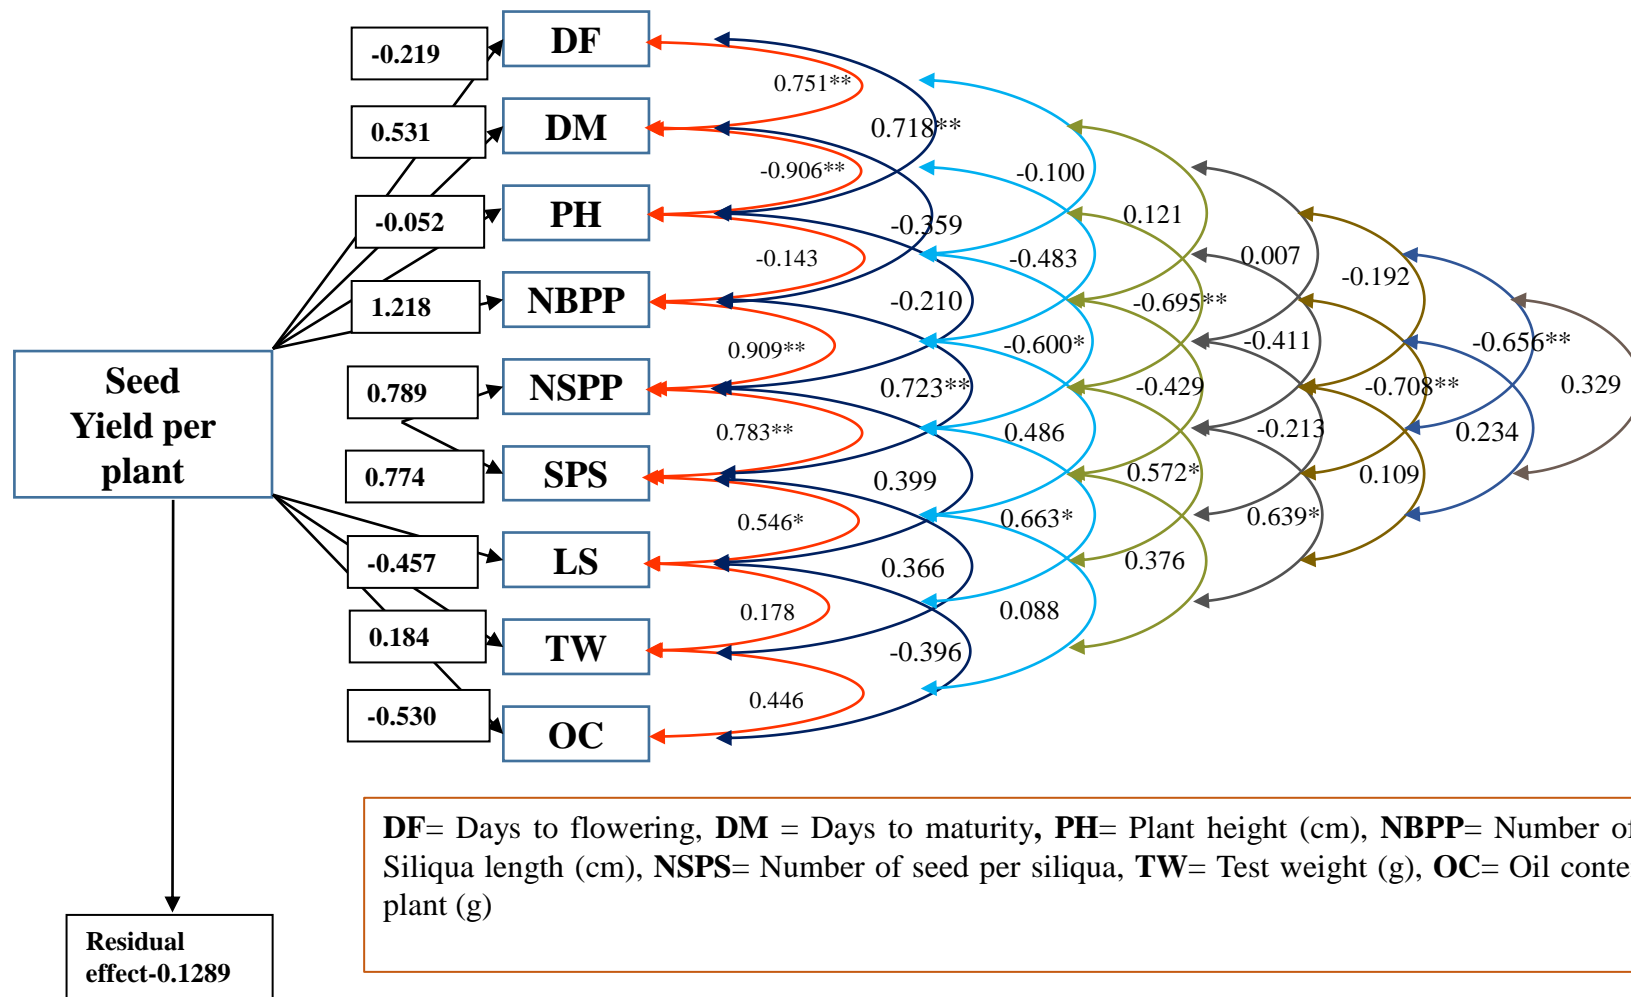 DF
-0.219
0.751**
DM
0.531
0.718**
-0.906**
-0.100
PH
-0.052
-0.359
0.121
-0.143
-0.483
0.007
-0.192
NBPP
1.218
-0.210
-0.695**
0.909**
-0.600*
-0.411
-0.656**
Seed
Yield per
plant
NSPP
0.789
0.723**
-0.429
-0.708**
0.329
0.783**
0.486
-0.213
0.234
SPS
0.774
0.399
0.572*
0.109
0.546*
0.663*
0.639*
LS
-0.457
0.366
0.376
0.178
0.088
TW
0.184
-0.396
0.446
OC
-0.530
DF= Days to flowering, DM = Days to maturity, PH= Plant height (cm), NBPP= Number of
Siliqua length (cm), NSPS= Number of seed per siliqua, TW= Test weight (g), OC= Oil conte
plant (g)
Residual
effect-0.1289